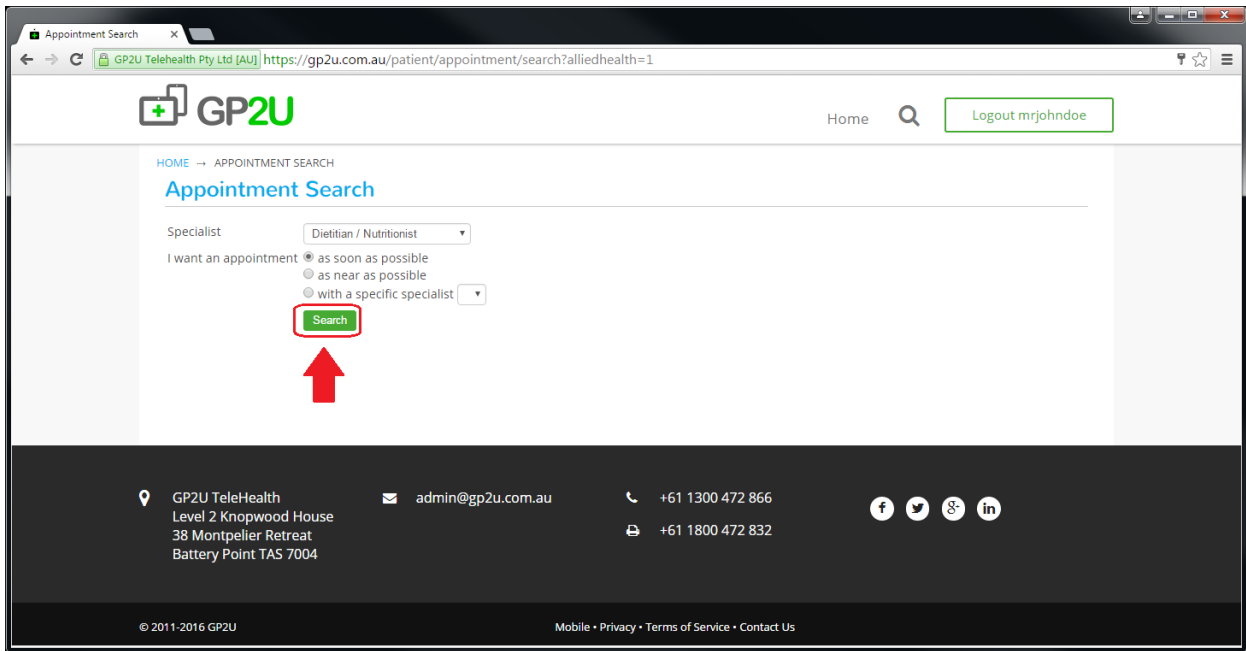 Appointment Search
GP2U Telehealth Pty Ltd [AU] https://gp2u.com.au/patient/appointment/search?alliedhealth=1
GP2U
Home
Logout mrjohndoe
HOME → APPOINTMENT SEARCH
Appointment Search
Specialist Dietitian / Nutritionist
I want an appointment as soon as possible
as near as possible
with a specific specialist
Search
GP2U TeleHealth
Level 2 Knopwood House
38 Montpelier Retreat
Battery Point TAS 7004
admin@gp2u.com.au
+61 1300 472 866
+61 1800 472 832
© 2011-2016 GP2U
Mobile • Privacy • Terms of Service • Contact Us